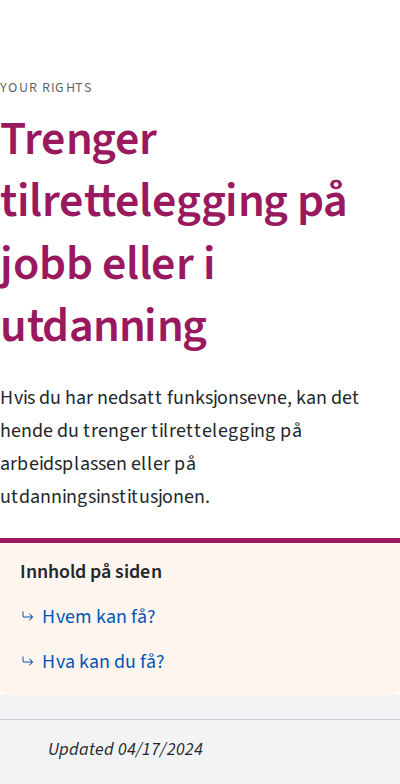 YOUR RIGHTS
Trenger
tilrettelegging på
jobb eller i
utdanning
Hvis du har nedsatt funksjonsevne, kan det
hende du trenger tilrettelegging på
arbeidsplassen eller på
utdanningsinstitusjonen.
Innhold på siden
Hvem kan få?
Hva kan du få?
Updated 04/17/2024